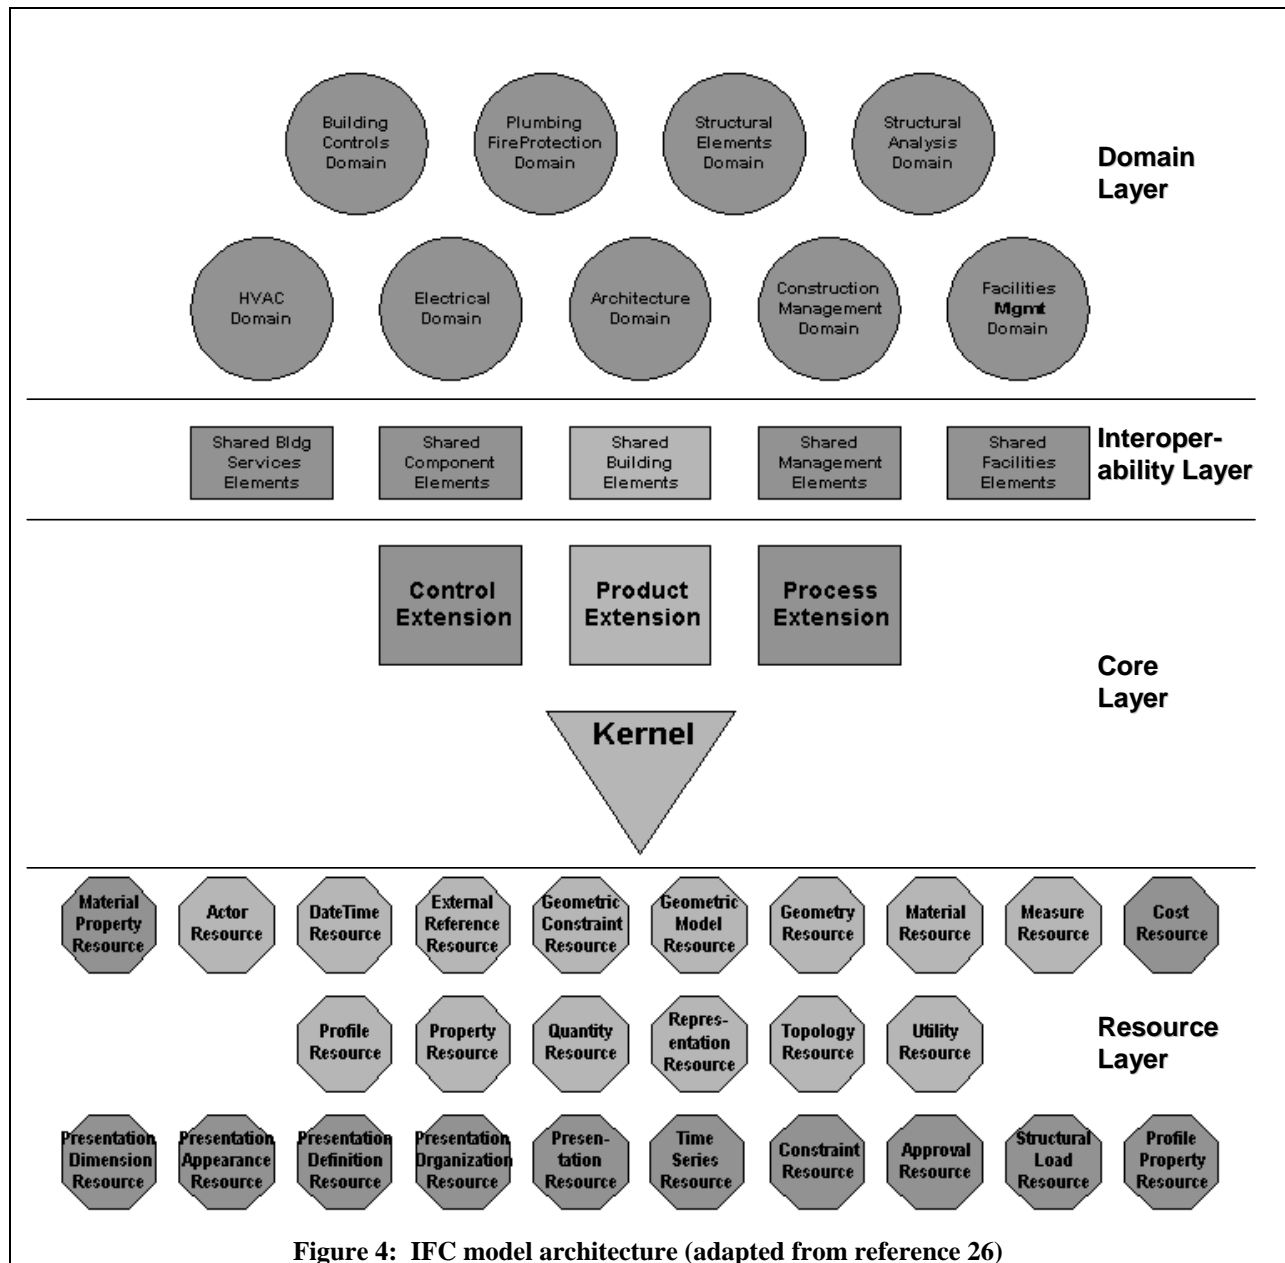 Building
Controls
Domain
Plumbing
FireProtection
Domain
Structural
Elements
Domain
Structural
Analysis
Domain
Domain
Layer
HVAC
Domain
Electrical
Domain
Architecture
Domain
Construction
Management
Domain
Facilities
Mgmt
Domain
Shared Bldg
Services
Elements
Shared
Component
Elements
Shared
Building
Elements
Shared
Management
Elements
Shared
Facilities
Elements
Interoper-
ability Layer
Control
Extension
Product
Extension
Process
Extension
Core
Layer
Kernel
Material
Property
Resource
Actor
Resource
DateTime
Resource
External
Reference
Resource
Geometric
Constraint
Resource
Geometric
Model
Resource
Geometry
Resource
Material
Resource
Measure
Resource
Cost
Resource
Profile
Resource
Property
Resource
Quantity
Resource
Repres-
entation
Resource
Topology
Resource
Utility
Resource
Resource
Layer
Presentation
Dimension
Resource
Presentation
Appearance
Resource
Presentation
Definition
Resource
Presentation
Organization
Resource
Presen-
tation
Resource
Time
Series
Resource
Constraint
Resource
Approval
Resource
Structural
Load
Resource
Profile
Property
Resource
Figure 4: IFC model architecture (adapted from reference 26)